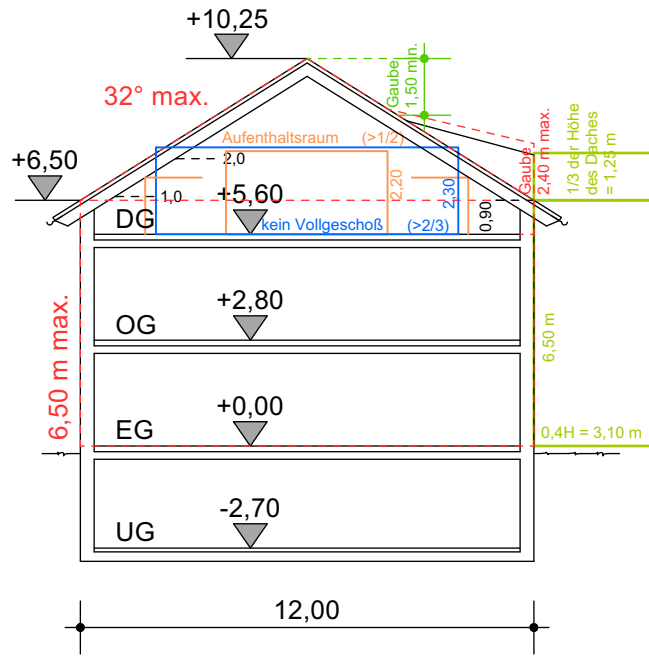 +10,25
Gaube
1,50 min.
32° max.
Aufenthaltsraum (>1/2)
2,0
+6,50
1,0
+5,60
2,20
2,30
0,90
Gaube
2,40 m max.
1/3 der Höhe
des Daches
= 1,25 m
DG
kein Vollgeschoß (>2/3)
+2,80
OG
6,50 m max.
6,50 m
+0,00
EG
0,4H = 3,10 m
-2,70
UG
12,00